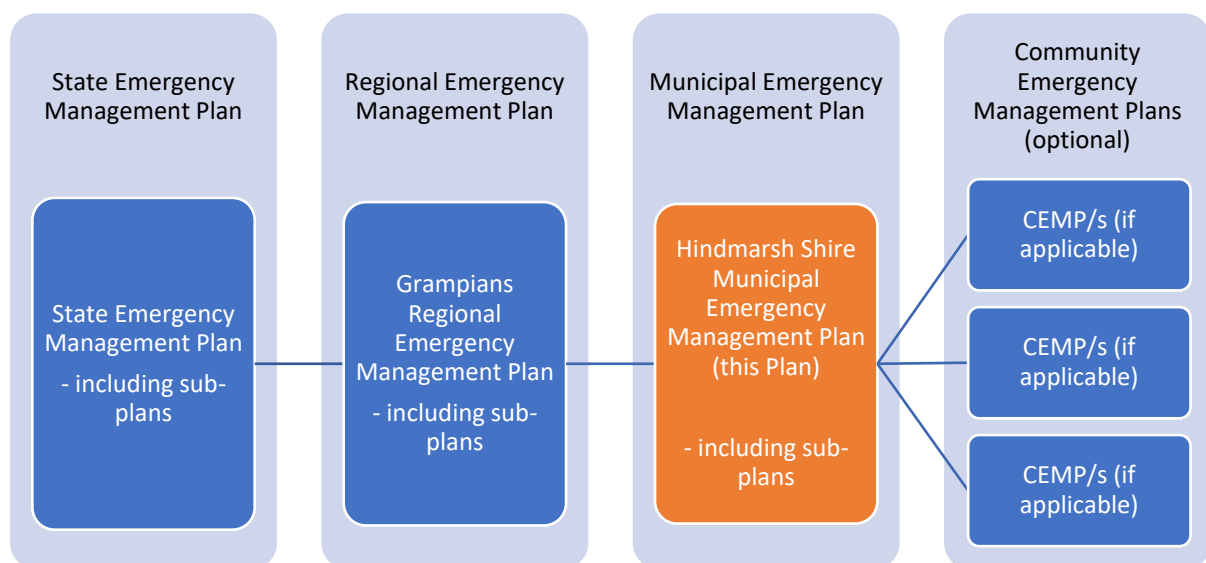 State Emergency
Management Plan
State Emergency
Management Plan
- including sub-
plans
Regional Emergency
Management Plan
Grampians
Regional
Emergency
Management Plan
- including sub-
plans
Municipal Emergency
Management Plan
Hindmarsh Shire
Municipal
Emergency
Management Plan
(this Plan)
- including sub-
plans
Community
Emergency
Management Plans
(optional)
CEMP/s (if
applicable)
CEMP/s (if
applicable)
CEMP/s (if
applicable)